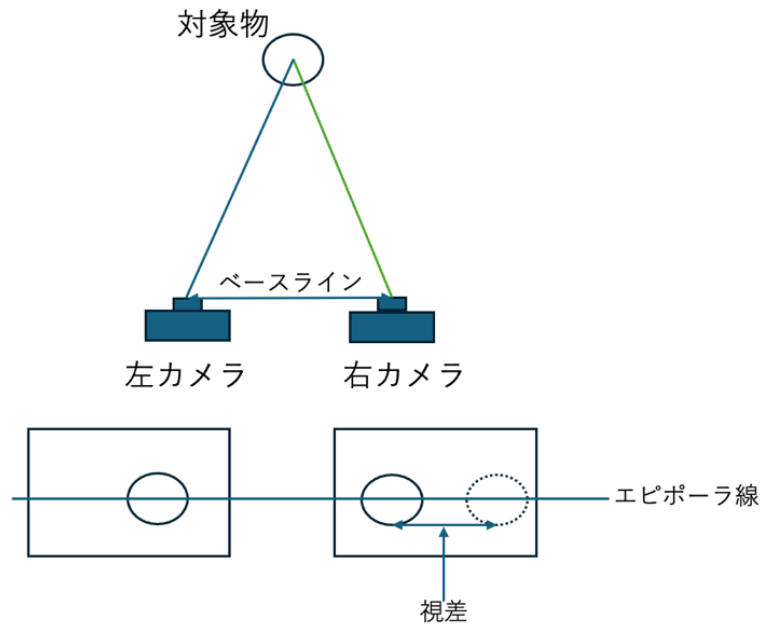 対象物
ベースライン
左カメラ
右カメラ
エピポーラ線
視差